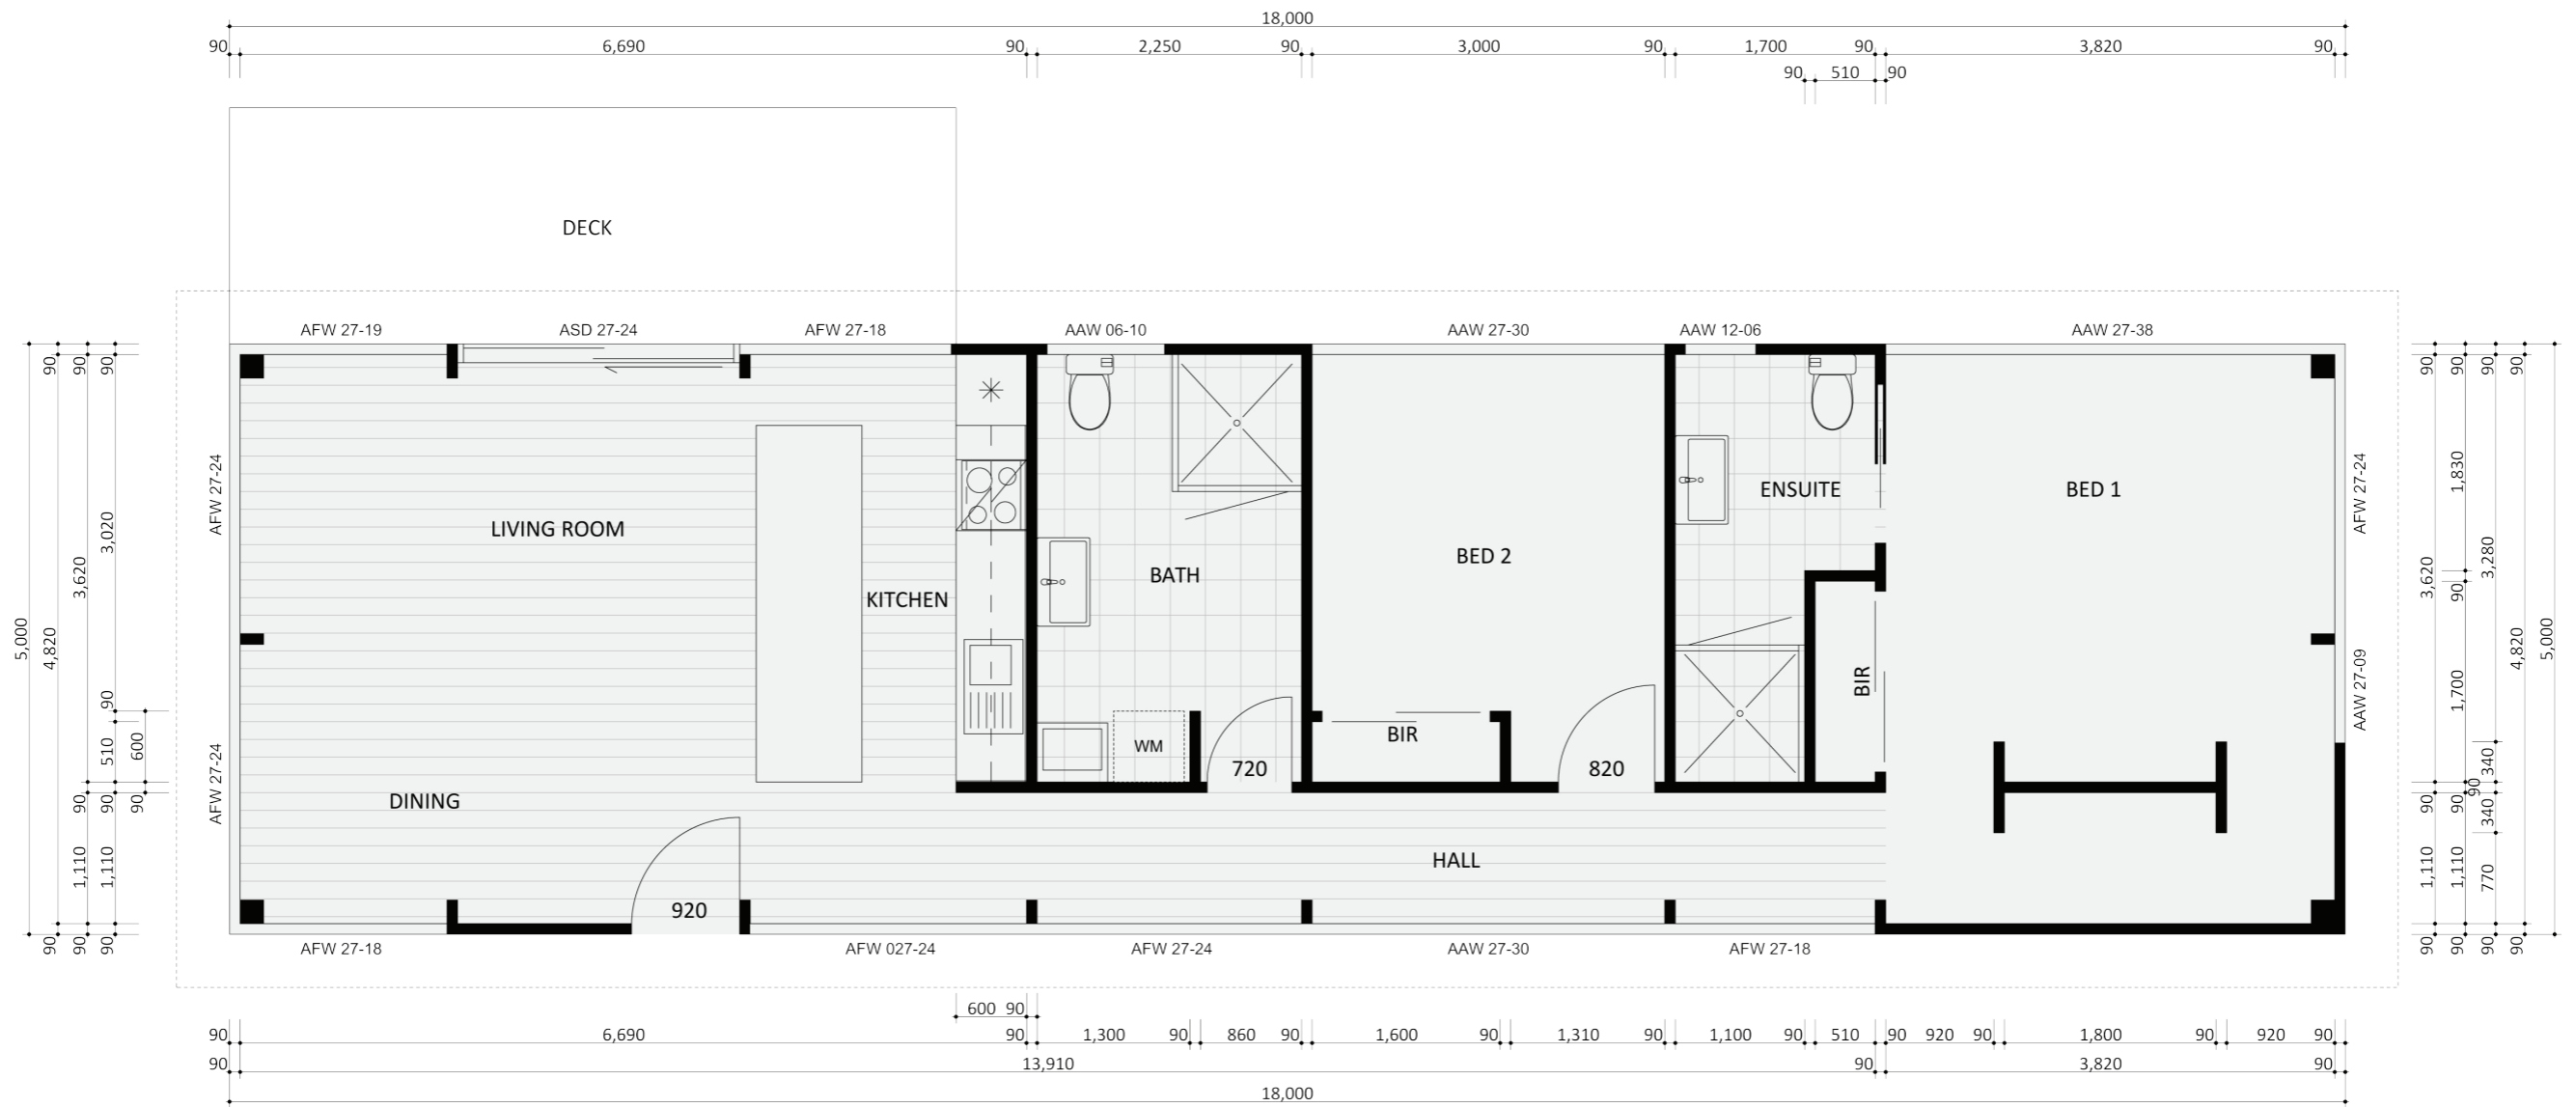 18,000
90 6,690 90 2,250 90 3,000 90 1,700 90 3,820 90
90 510 90
DECK
AFW 27-19 ASD 27-24 AFW 27-18 AAW 06-10 AAW 27-30 AAW 12-06 AAW 27-38
90 90 90
90 90 90 90
AFW 27-24
AFW 27-24
LIVING ROOM
KITCHEN
BATH
BED 2
ENSUITE
BED 1
1,830
3,020
3,620
5,000
4,820
3,280
3,620
90
4,820
5,000
BIR
AAW 27-09
1,700
90
510
600
WM
BIR
720
820
340
90
DINING
AFW 27-24
90 90 90
90 90 340
HALL
1,110 1,110
1,110 1,110 770
920
90 90 90
90 90 90 90
AFW 27-18 AFW 027-24 AFW 27-24 AAW 27-30 AFW 27-18
600 90
90 6,690 90 1,300 90 860 90 1,600 90 1,310 90 1,100 90 510 90 920 90 1,800 90 920 90
90 13,910 90 3,820 90
18,000